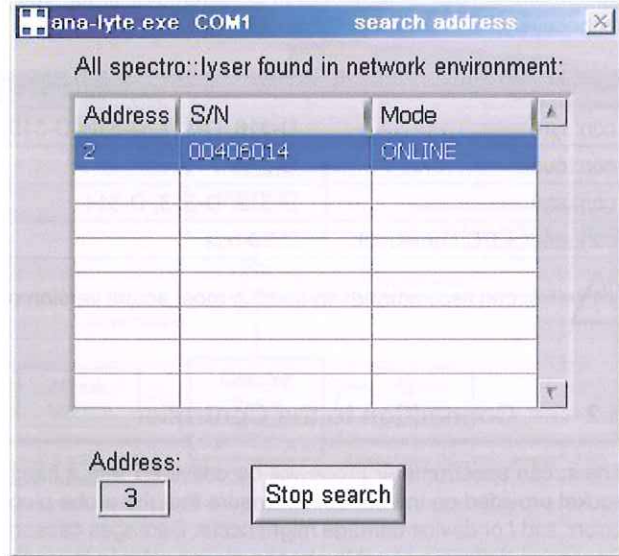 ana-lyte.exe COM1 search address
All spectro::lyser found in network environment:
Address S/N Mode
2 00406014 ONLINE
Address:
3 Stop search